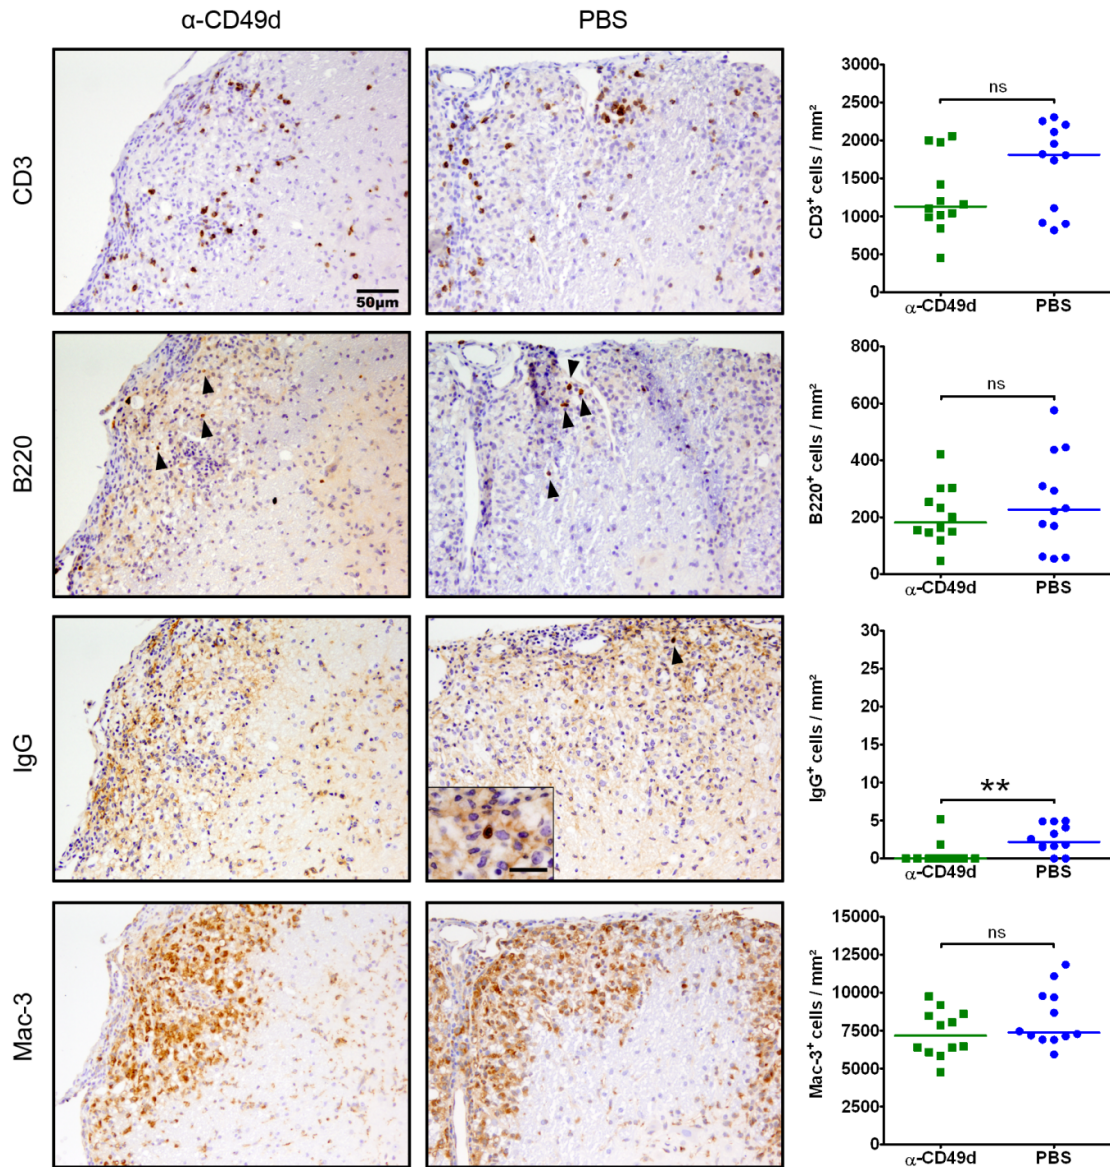 α-CD49d
PBS
CD3
50μm
CD3⁺ cells / mm²
3000
2500
2000
1500
1000
500
0
ns
α-CD49d
PBS
B220
B220⁺ cells / mm²
800
600
400
200
0
ns
α-CD49d
PBS
IgG
IgG⁺ cells / mm²
30
25
20
15
10
5
0
**
α-CD49d
PBS
Mac-3
Mac-3⁺ cells / mm²
15000
12500
10000
7500
5000
2500
0
ns
α-CD49d
PBS